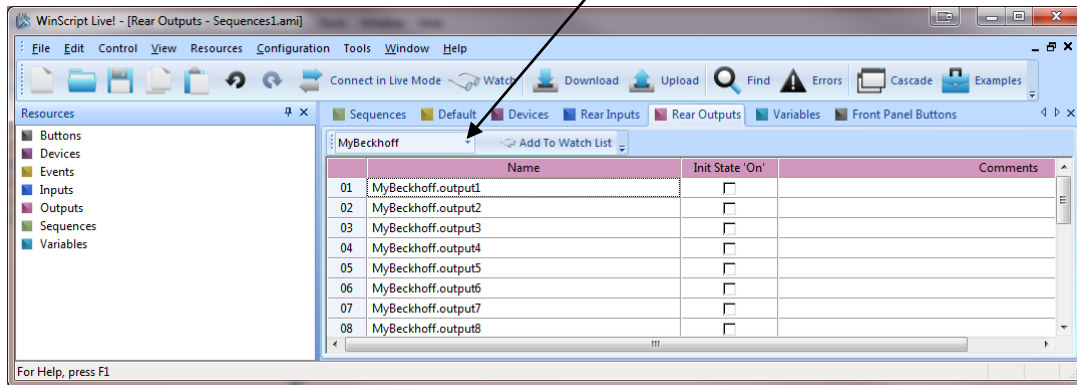 WinScript Live! - [Rear Outputs - Sequences1.ami]
File Edit Control View Resources Configuration Tools Window Help
Connect in Live Mode Watch Download Upload Find Errors Cascade Examples
Resources
Sequences Default Devices Rear Inputs Rear Outputs Variables Front Panel Buttons
Buttons
Devices
Events
Inputs
Outputs
Sequences
Variables
MyBeckhoff Add To Watch List
Name Init State 'On' Comments
01 MyBeckhoff.output1
02 MyBeckhoff.output2
03 MyBeckhoff.output3
04 MyBeckhoff.output4
05 MyBeckhoff.output5
06 MyBeckhoff.output6
07 MyBeckhoff.output7
08 MyBeckhoff.output8
For Help, press F1